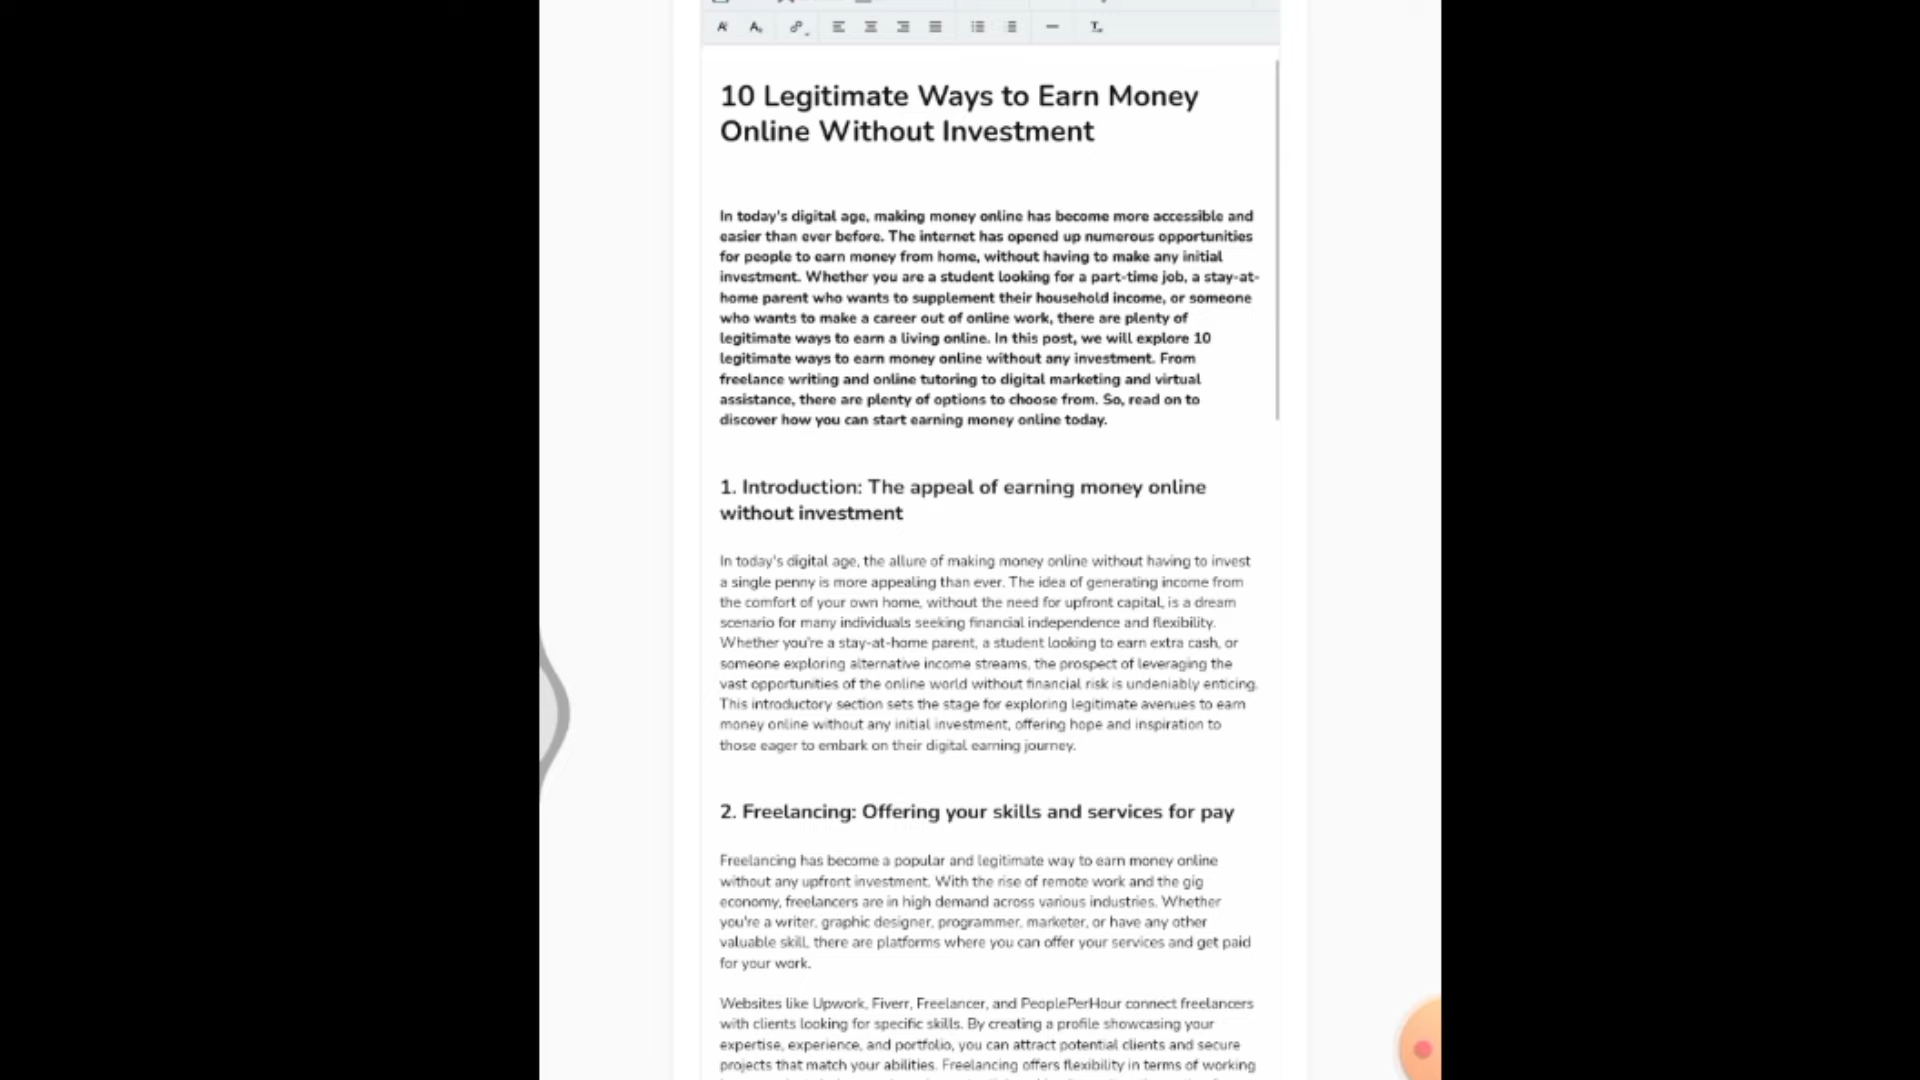 10 Legitimate Ways to Earn Money
Online Without Investment
In today's digital age, making money online has become more accessible and
easier than ever before. The internet has opened up numerous opportunities
for people to earn money from home, without having to make any initial
investment. Whether you are a student looking for a part-time job, a stay-at-
home parent who wants to supplement their household income, or someone
who wants to make a career out of online work, there are plenty of
legitimate ways to earn a living online. In this post, we will explore 10
legitimate ways to earn money online without any investment. From
freelance writing and online tutoring to digital marketing and virtual
assistance, there are plenty of options to choose from. So, read on to
discover how you can start earning money online today.
1. Introduction: The appeal of earning money online
without investment
In today's digital age, the allure of making money online without having to invest
a single penny is more appealing than ever. The idea of generating income from
the comfort of your own home, without the need for upfront capital, is a dream
scenario for many individuals seeking financial independence and flexibility.
Whether you're a stay-at-home parent, a student looking to earn extra cash, or
someone exploring alternative income streams, the prospect of leveraging the
vast opportunities of the online world without financial risk is undeniably enticing.
This introductory section sets the stage for exploring legitimate avenues to earn
money online without any initial investment, offering hope and inspiration to
those eager to embark on their digital earning journey.
2. Freelancing: Offering your skills and services for pay
Freelancing has become a popular and legitimate way to earn money online
without any upfront investment. With the rise of remote work and the gig
economy, freelancers are in high demand across various industries. Whether
you're a writer, graphic designer, programmer, marketer, or have any other
valuable skill, there are platforms where you can offer your services and get paid
for your work.
Websites like Upwork, Fiverr, Freelancer, and PeoplePerHour connect freelancers
with clients looking for specific skills. By creating a profile showcasing your
expertise, experience, and portfolio, you can attract potential clients and secure
projects that match your abilities. Freelancing offers flexibility in terms of working